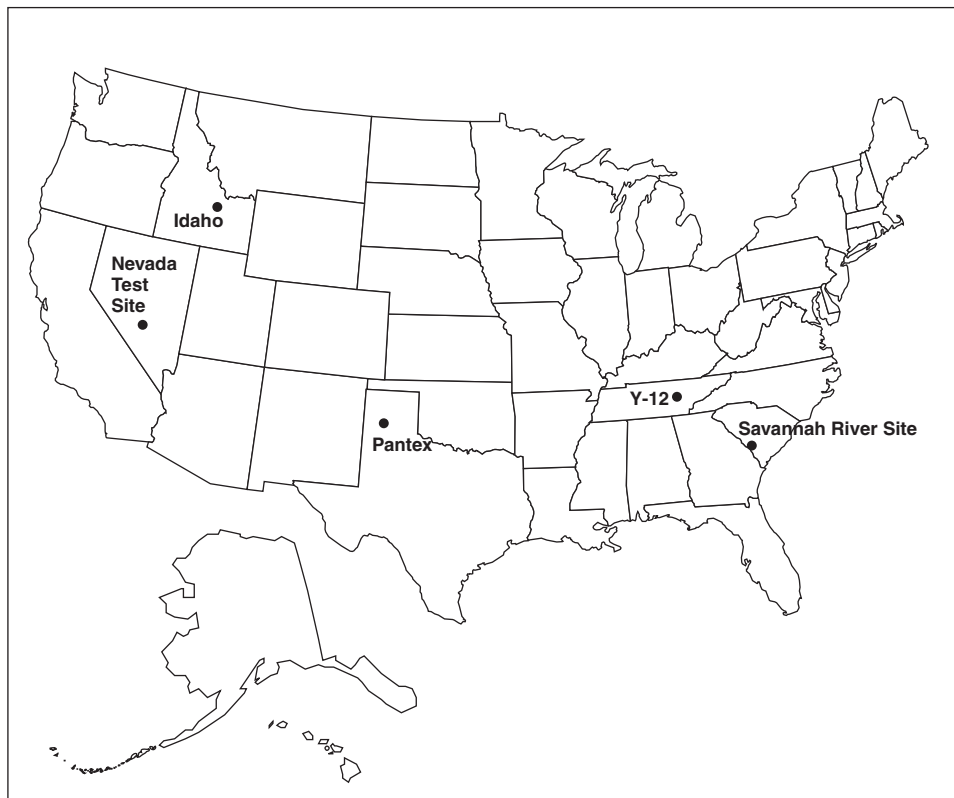 Idaho
Nevada
Test
Site
Y-12
Pantex
Savannah River Site